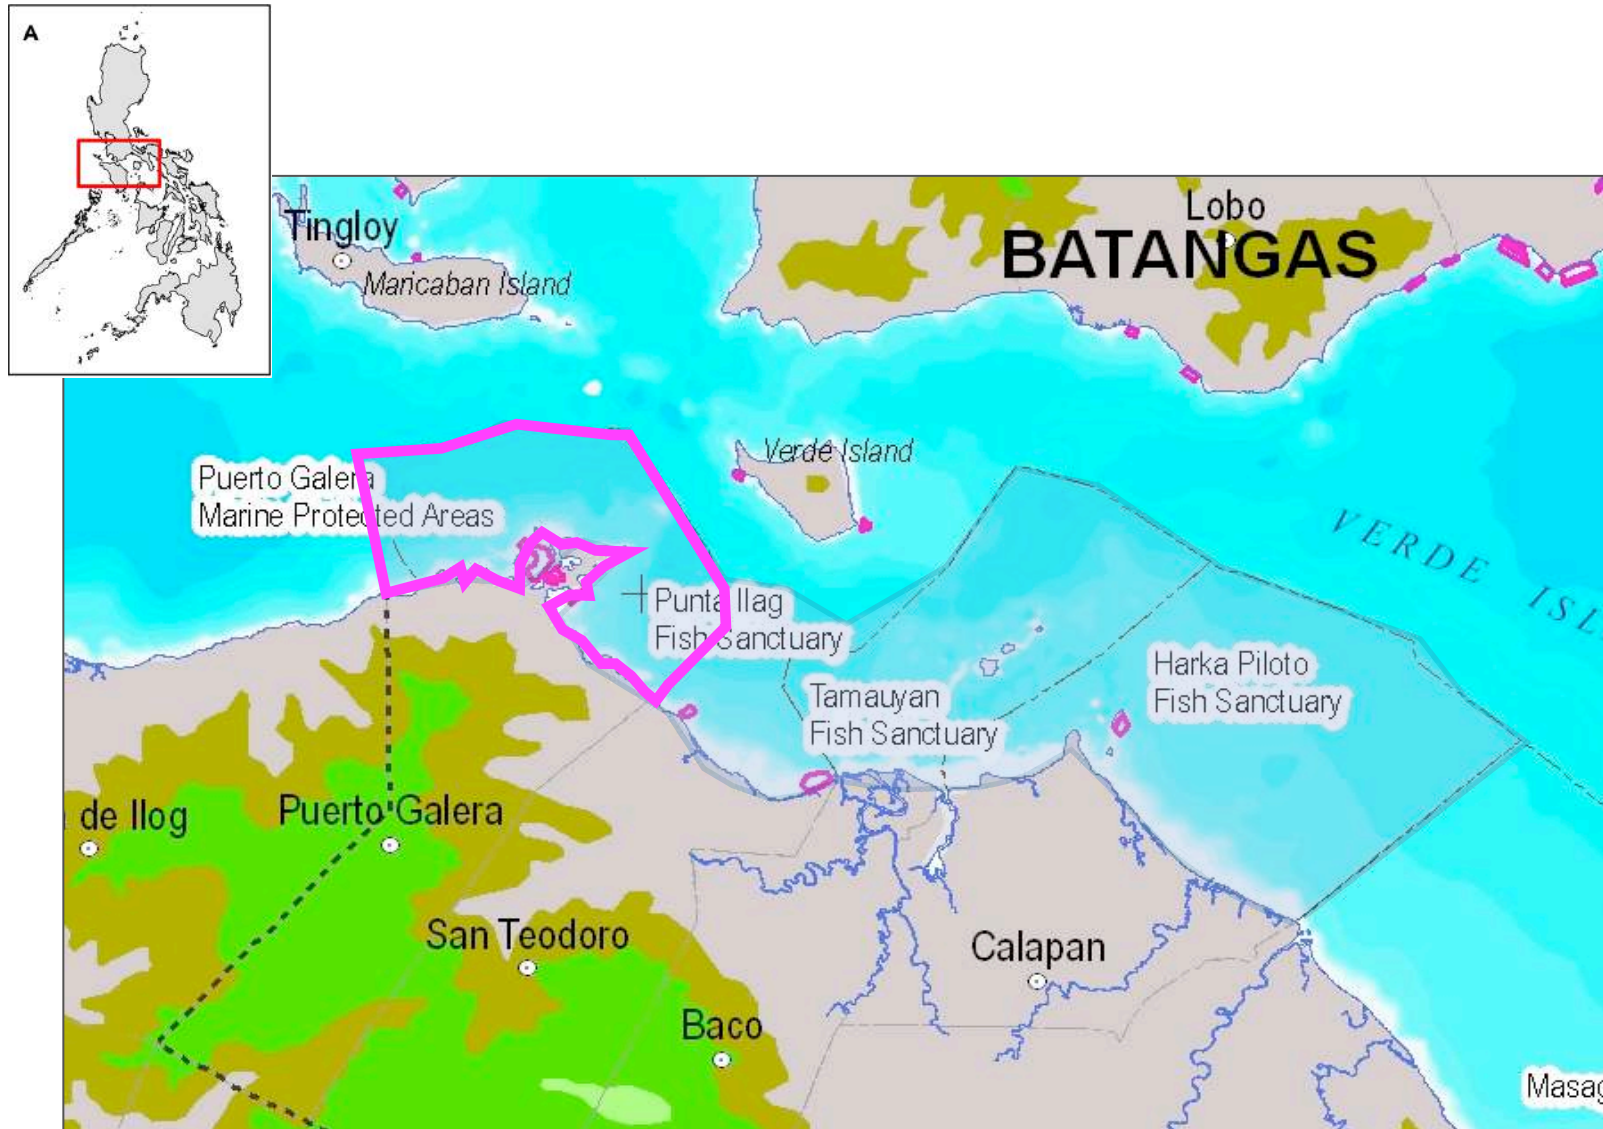 A
Tingloy
Maricaban Island
Lobo
BATANGAS
Verde Island
Puerto Galera
Marine Protected Areas
VERDE ISL
Punta Ilag
Fish Sanctuary
Harka Piloto
Fish Sanctuary
Tamauyan
Fish Sanctuary
de Ilog
Puerto Galera
San Teodoro
Calapan
Baco
Masag